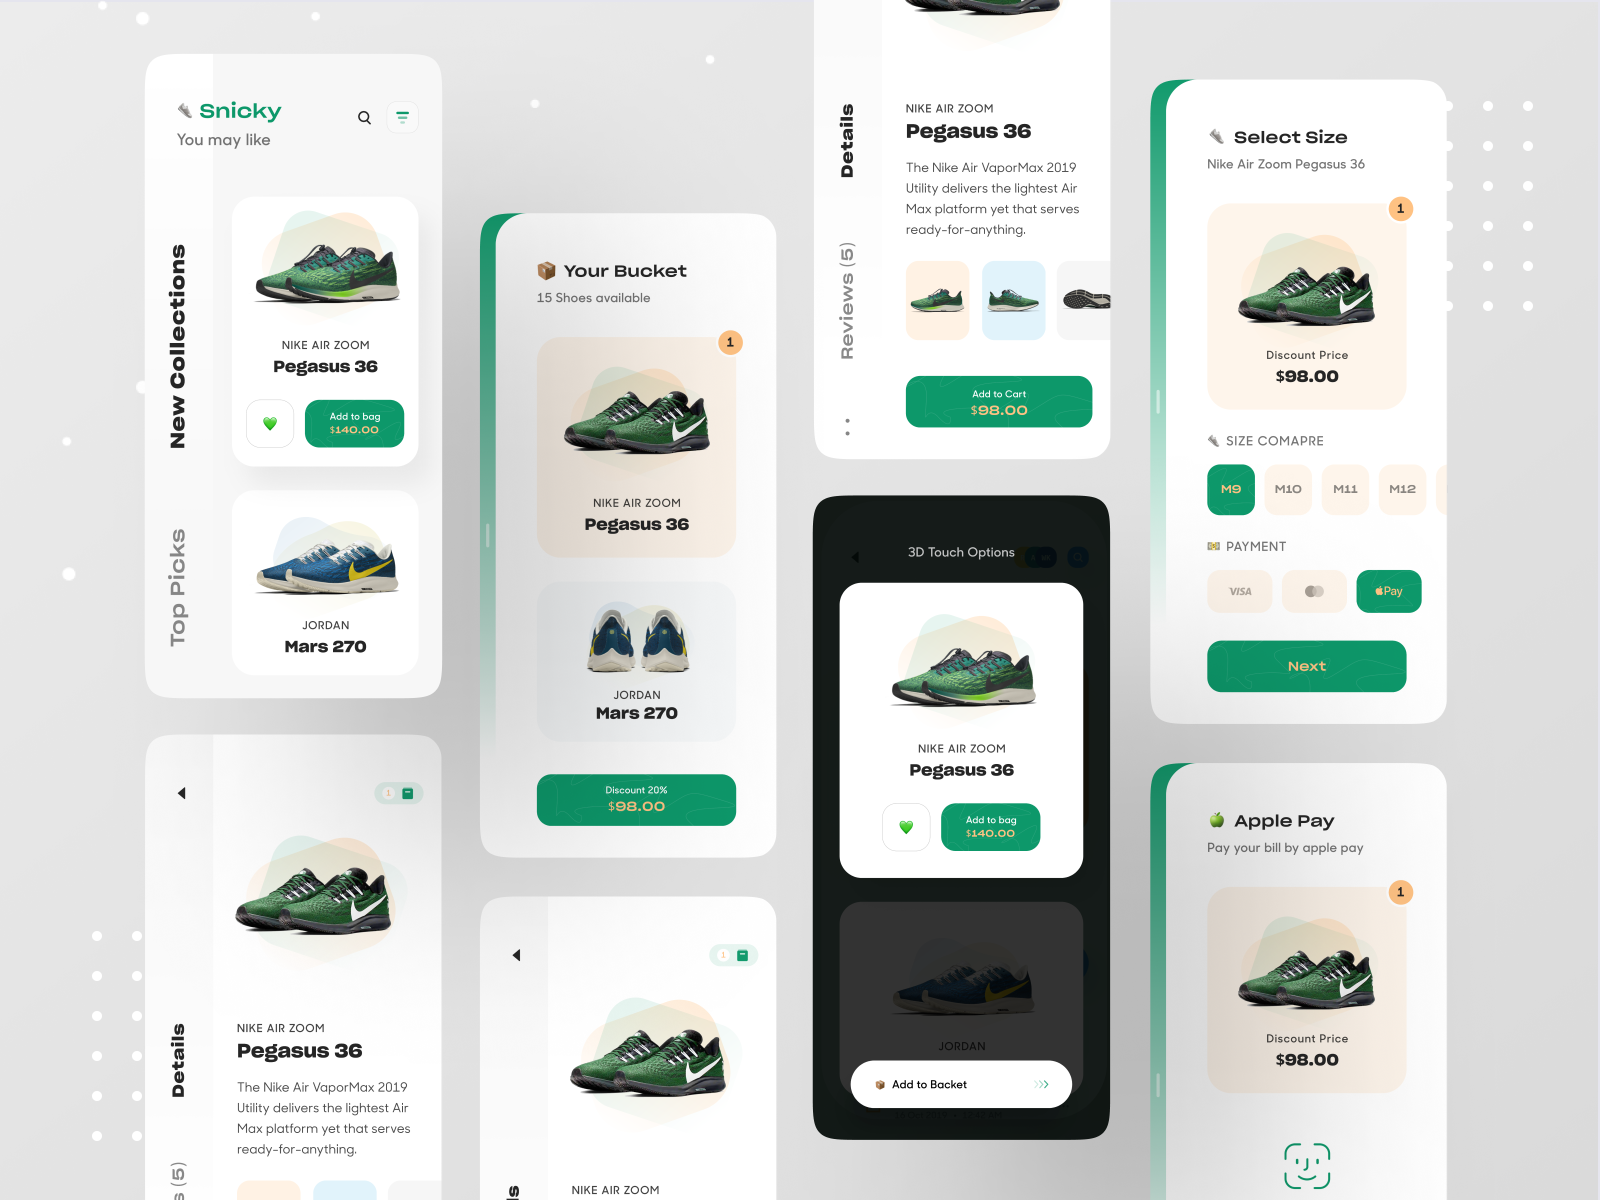 Snicky
You may like
New Collections
Top Picks
NIKE AIR ZOOM
Pegasus 36
Add to bag
$140.00
JORDAN
Mars 270
1
Details
s (5)
NIKE AIR ZOOM
Pegasus 36
The Nike Air VaporMax 2019
Utility delivers the lightest Air
Max platform yet that serves
ready-for-anything.
Your Bucket
15 Shoes available
1
NIKE AIR ZOOM
Pegasus 36
JORDAN
Mars 270
Discount 20%
$98.00
1
ls
NIKE AIR ZOOM
Details
Reviews (5)
NIKE AIR ZOOM
Pegasus 36
The Nike Air VaporMax 2019
Utility delivers the lightest Air
Max platform yet that serves
ready-for-anything.
Add to Cart
$98.00
3D Touch Options
NIKE AIR ZOOM
Pegasus 36
Add to bag
$140.00
JORDAN
Add to Backet
Select Size
Nike Air Zoom Pegasus 36
1
Discount Price
$98.00
SIZE COMAPRE
M9 M10 M11 M12
PAYMENT
VISA Pay
Next
Apple Pay
Pay your bill by apple pay
1
Discount Price
$98.00